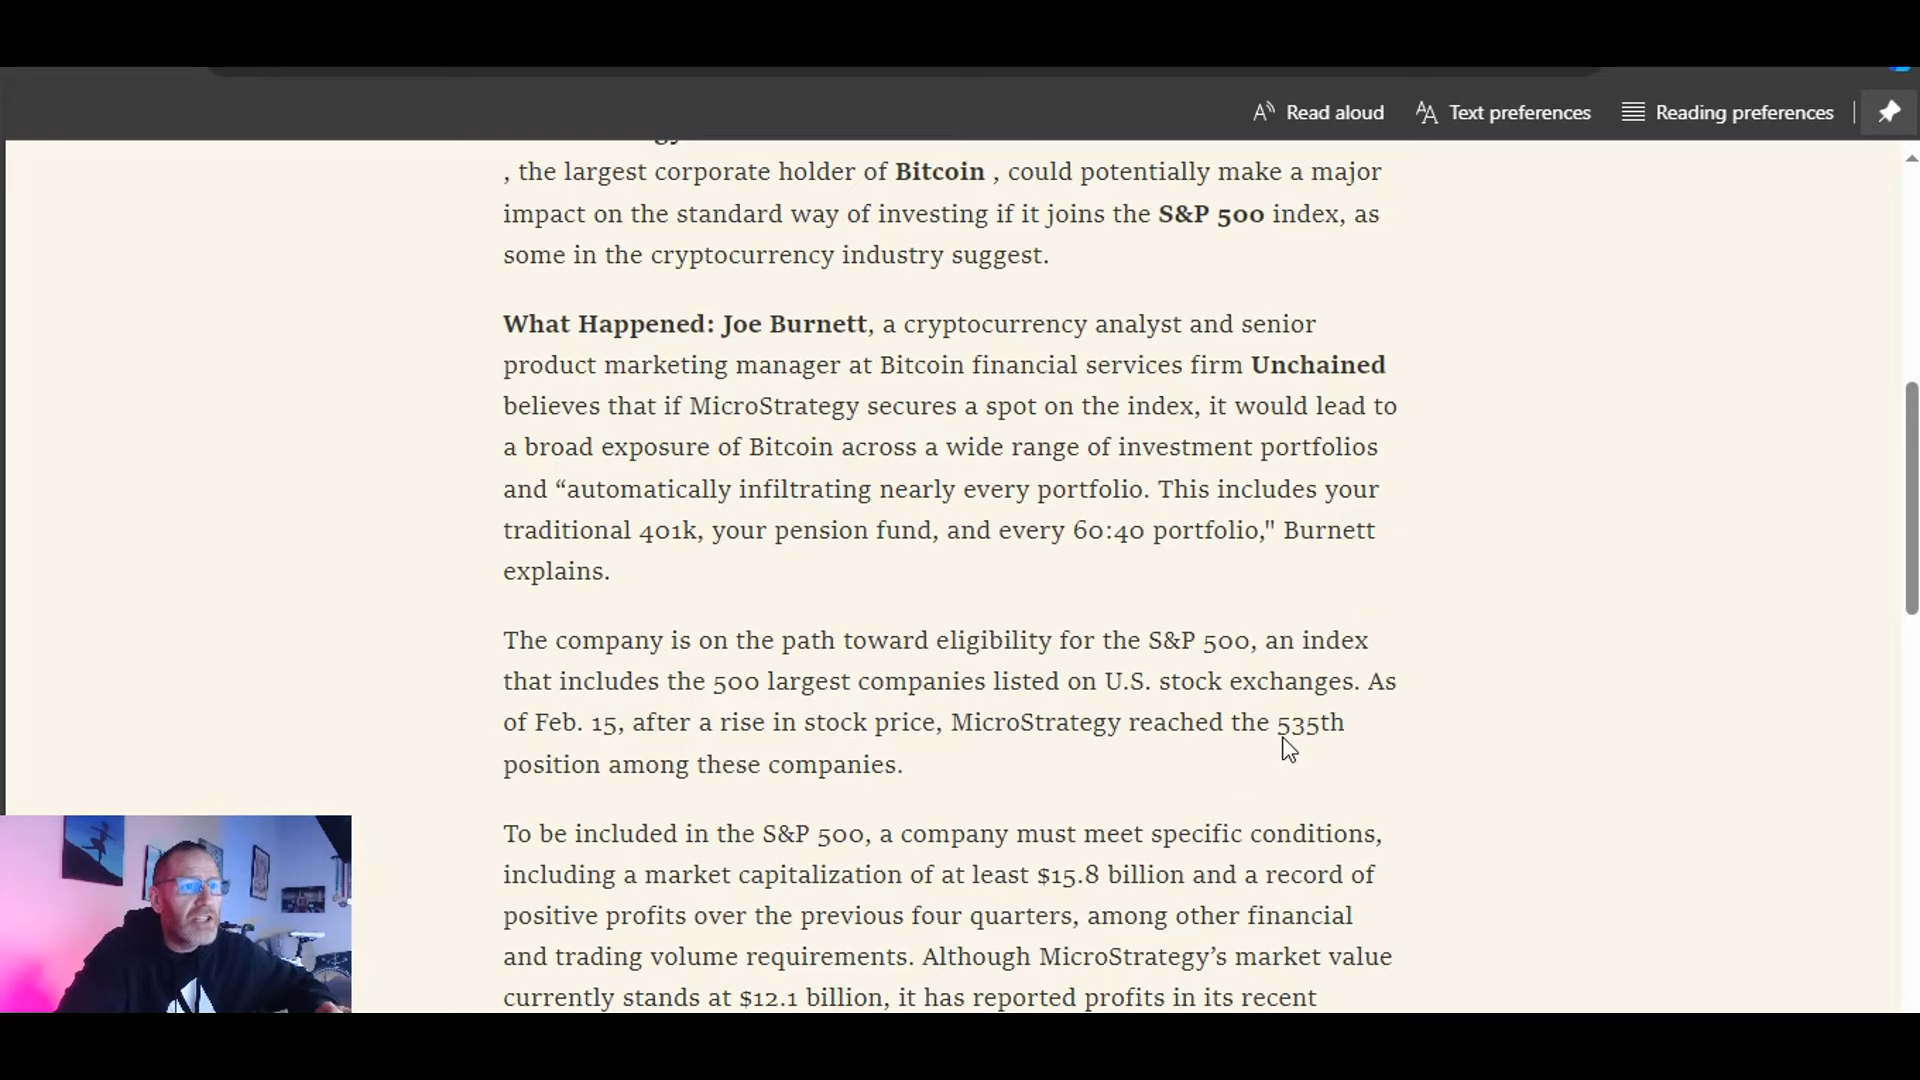 Read aloud
Text preferences
Reading preferences
, the largest corporate holder of Bitcoin , could potentially make a major
impact on the standard way of investing if it joins the S&P 500 index, as
some in the cryptocurrency industry suggest.
What Happened: Joe Burnett, a cryptocurrency analyst and senior
product marketing manager at Bitcoin financial services firm Unchained
believes that if MicroStrategy secures a spot on the index, it would lead to
a broad exposure of Bitcoin across a wide range of investment portfolios
and “automatically infiltrating nearly every portfolio. This includes your
traditional 401k, your pension fund, and every 60:40 portfolio," Burnett
explains.
The company is on the path toward eligibility for the S&P 500, an index
that includes the 500 largest companies listed on U.S. stock exchanges. As
of Feb. 15, after a rise in stock price, MicroStrategy reached the 535th
position among these companies.
To be included in the S&P 500, a company must meet specific conditions,
including a market capitalization of at least $15.8 billion and a record of
positive profits over the previous four quarters, among other financial
and trading volume requirements. Although MicroStrategy’s market value
currently stands at $12.1 billion, it has reported profits in its recent